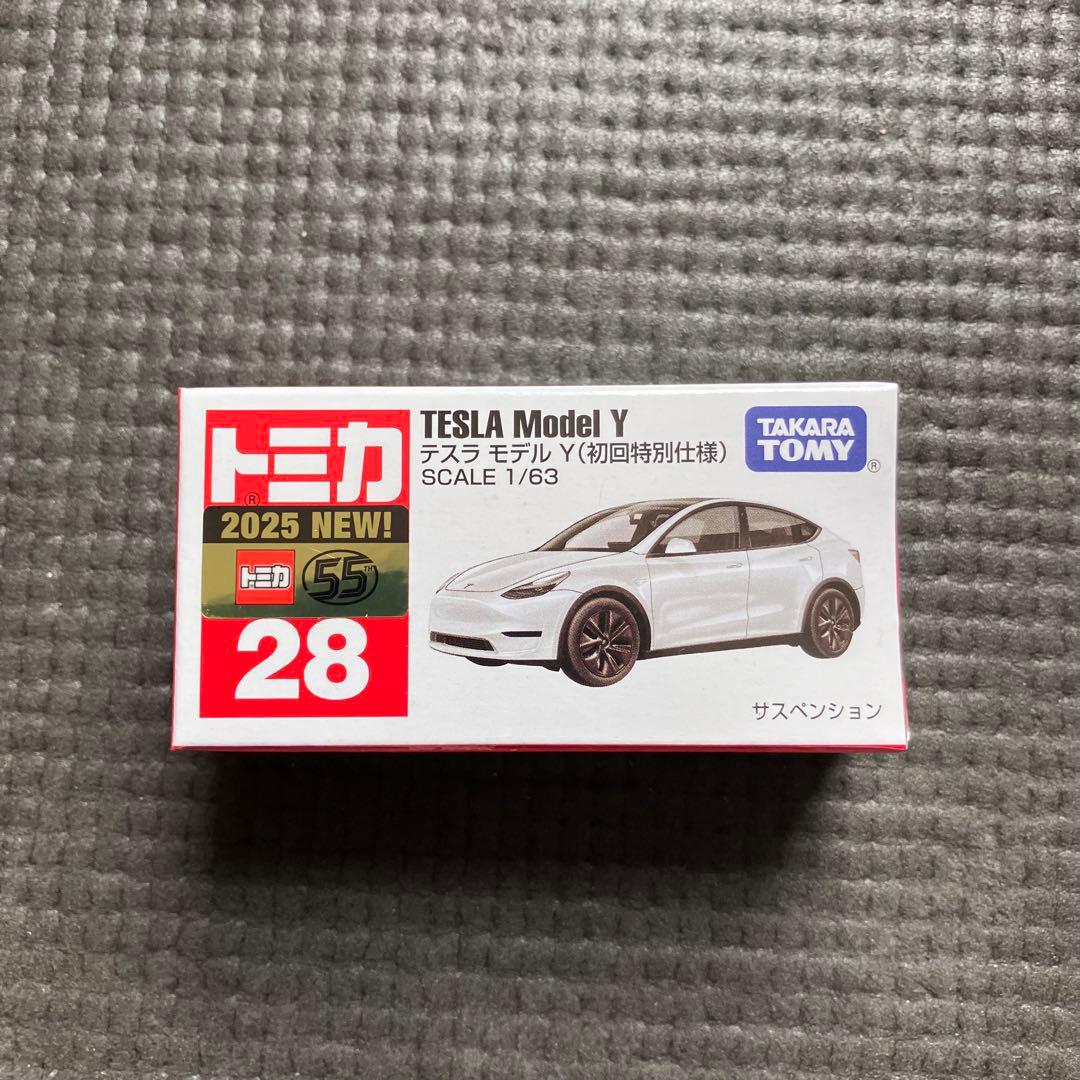 トミカ
®
2025 NEW!
トミカ 55TH
28
TESLA Model Y
テスラ モデル Y(初回特別仕様)
SCALE 1/63
TAKARA
TOMY
®
サスペンション